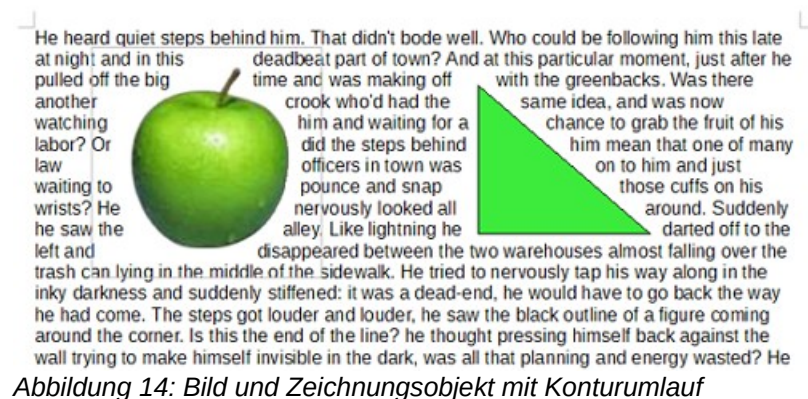 He heard quiet steps behind him. That didn't bode well. Who could be following him this late
at night and in this deadbeat part of town? And at this particular moment, just after he
pulled off the big time and was making off with the greenbacks. Was there
another crook who'd had the same idea, and was now
watching him and waiting for a chance to grab the fruit of his
labor? Or did the steps behind him mean that one of many
law officers in town was on to him and just
waiting to pounce and snap those cuffs on his
wrists? He nervously looked all around. Suddenly
he saw the alley. Like lightning he darted off to the
left and disappeared between the two warehouses almost falling over the
trash can lying in the middle of the sidewalk. He tried to nervously tap his way along in the
inky darkness and suddenly stiffened: it was a dead-end, he would have to go back the way
he had come. The steps got louder and louder, he saw the black outline of a figure coming
around the corner. Is this the end of the line? he thought pressing himself back against the
wall trying to make himself invisible in the dark, was all that planning and energy wasted? He
Abbildung 14: Bild und Zeichnungsobjekt mit Konturumlauf